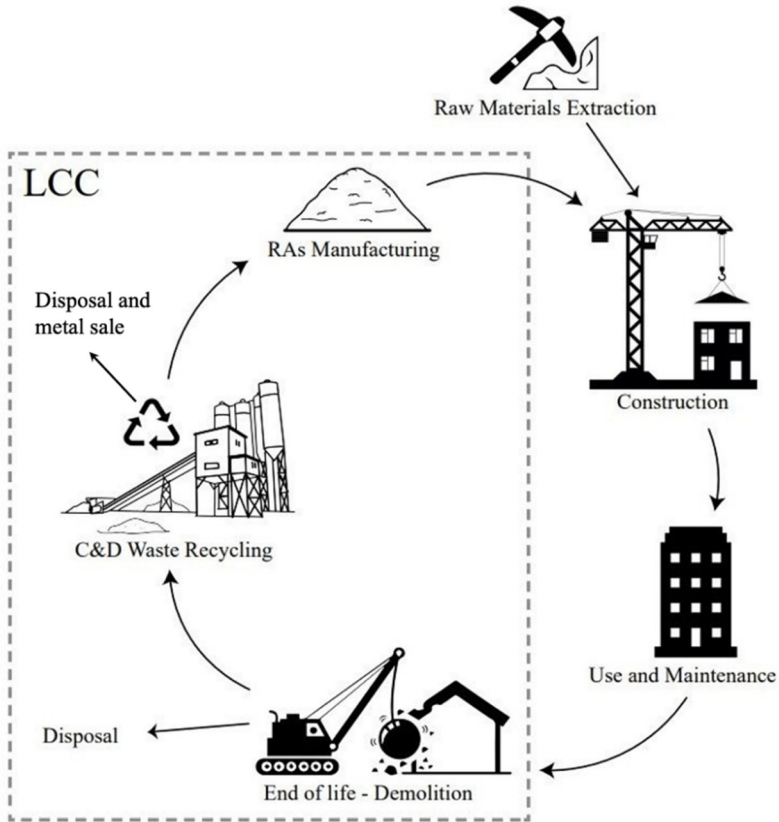 Raw Materials Extraction
LCC
RAs Manufacturing
Disposal and
metal sale
Construction
C&D Waste Recycling
Use and Maintenance
Disposal
End of life - Demolition